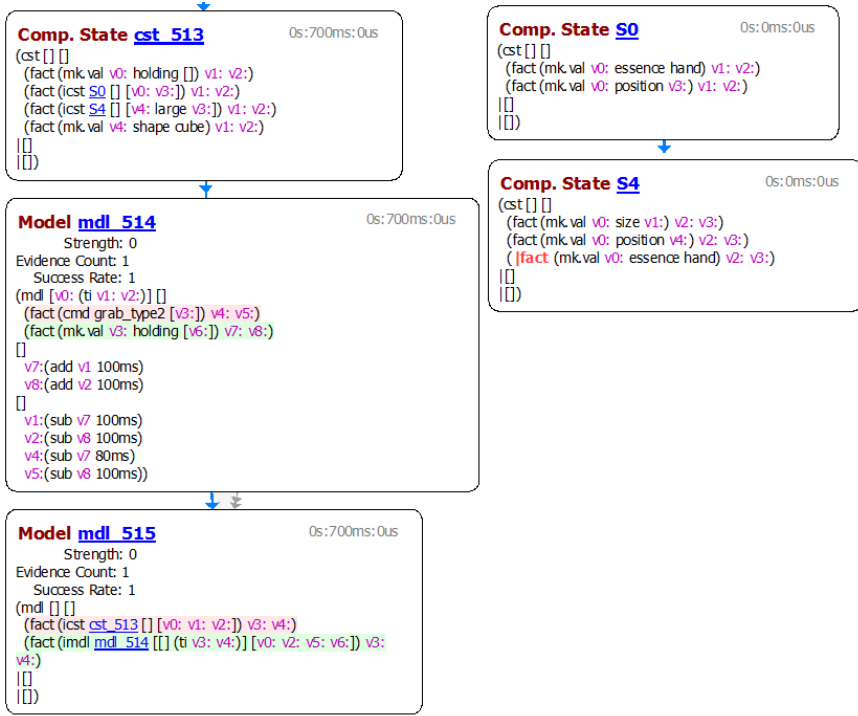 Comp. State cst_513 0s:700ms:0us
(cst [] []
(fact (mk.val v0: holding []) v1: v2:)
(fact (icst S0 [] [v0: v3:]) v1: v2:)
(fact (icst S4 [] [v4: large v3:]) v1: v2:)
(fact (mk.val v4: shape cube) v1: v2:)
|[]
|[])
Model mdl_514 0s:700ms:0us
Strength: 0
Evidence Count: 1
Success Rate: 1
(mdl [v0: (ti v1: v2:)] []
(fact (cmd grab_type2 [v3:]) v4: v5:)
(fact (mk.val v3: holding [v6:]) v7: v8:)
[]
v7:(add v1 100ms)
v8:(add v2 100ms)
[]
v1:(sub v7 100ms)
v2:(sub v8 100ms)
v4:(sub v7 80ms)
v5:(sub v8 100ms))
Model mdl_515 0s:700ms:0us
Strength: 0
Evidence Count: 1
Success Rate: 1
(mdl [] []
(fact (icst cst_513 [] [v0: v1: v2:]) v3: v4:)
(fact (imdl mdl_514 [[] (ti v3: v4:)] [v0: v2: v5: v6:]) v3:
v4:)
|[]
|[])
Comp. State S0 0s:0ms:0us
(cst [] []
(fact (mk.val v0: essence hand) v1: v2:)
(fact (mk.val v0: position v3:) v1: v2:)
|[]
|[])
Comp. State S4 0s:0ms:0us
(cst [] []
(fact (mk.val v0: size v1:) v2: v3:)
(fact (mk.val v0: position v4:) v2: v3:)
( |fact (mk.val v0: essence hand) v2: v3:)
|[]
|[])